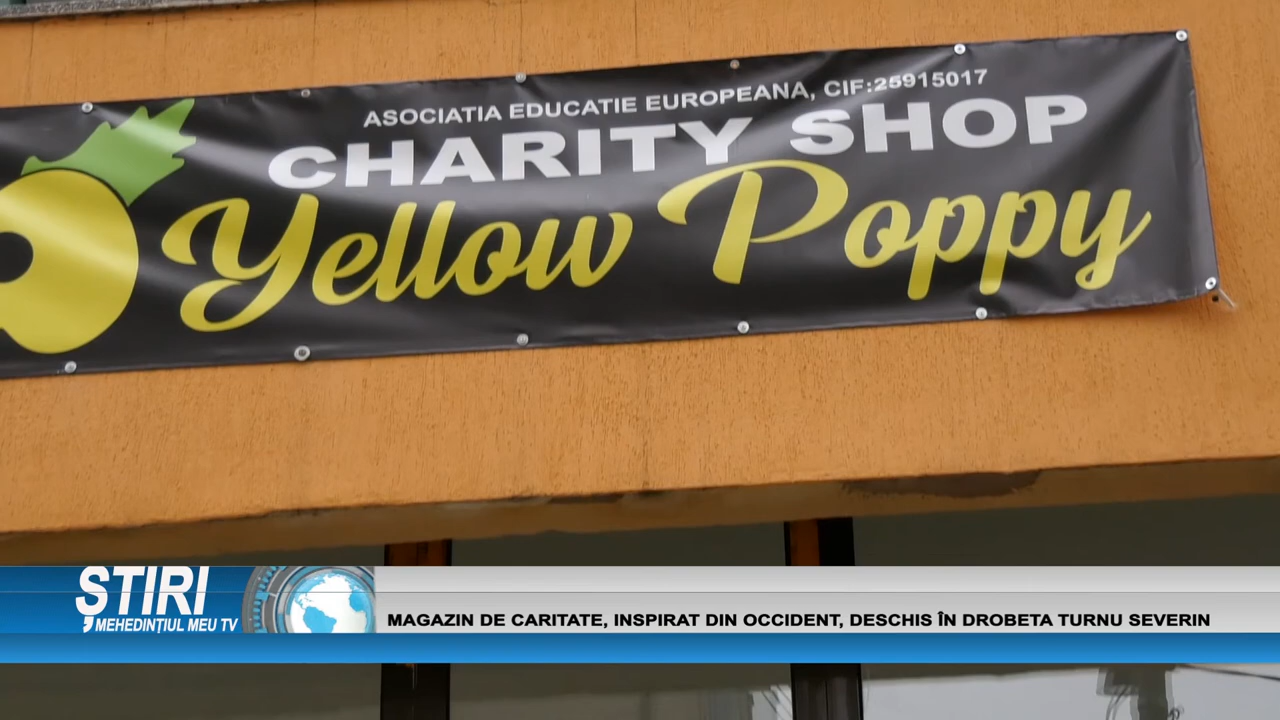 ASOCIATIA EDUCATIE EUROPEANA, CIF:25915017
CHARITY SHOP
Yellow Poppy
ȘTIRI
MEHEDINȚIUL MEU TV
MAGAZIN DE CARITATE, INSPIRAT DIN OCCIDENT, DESCHIS ÎN DROBETA TURNU SEVERIN